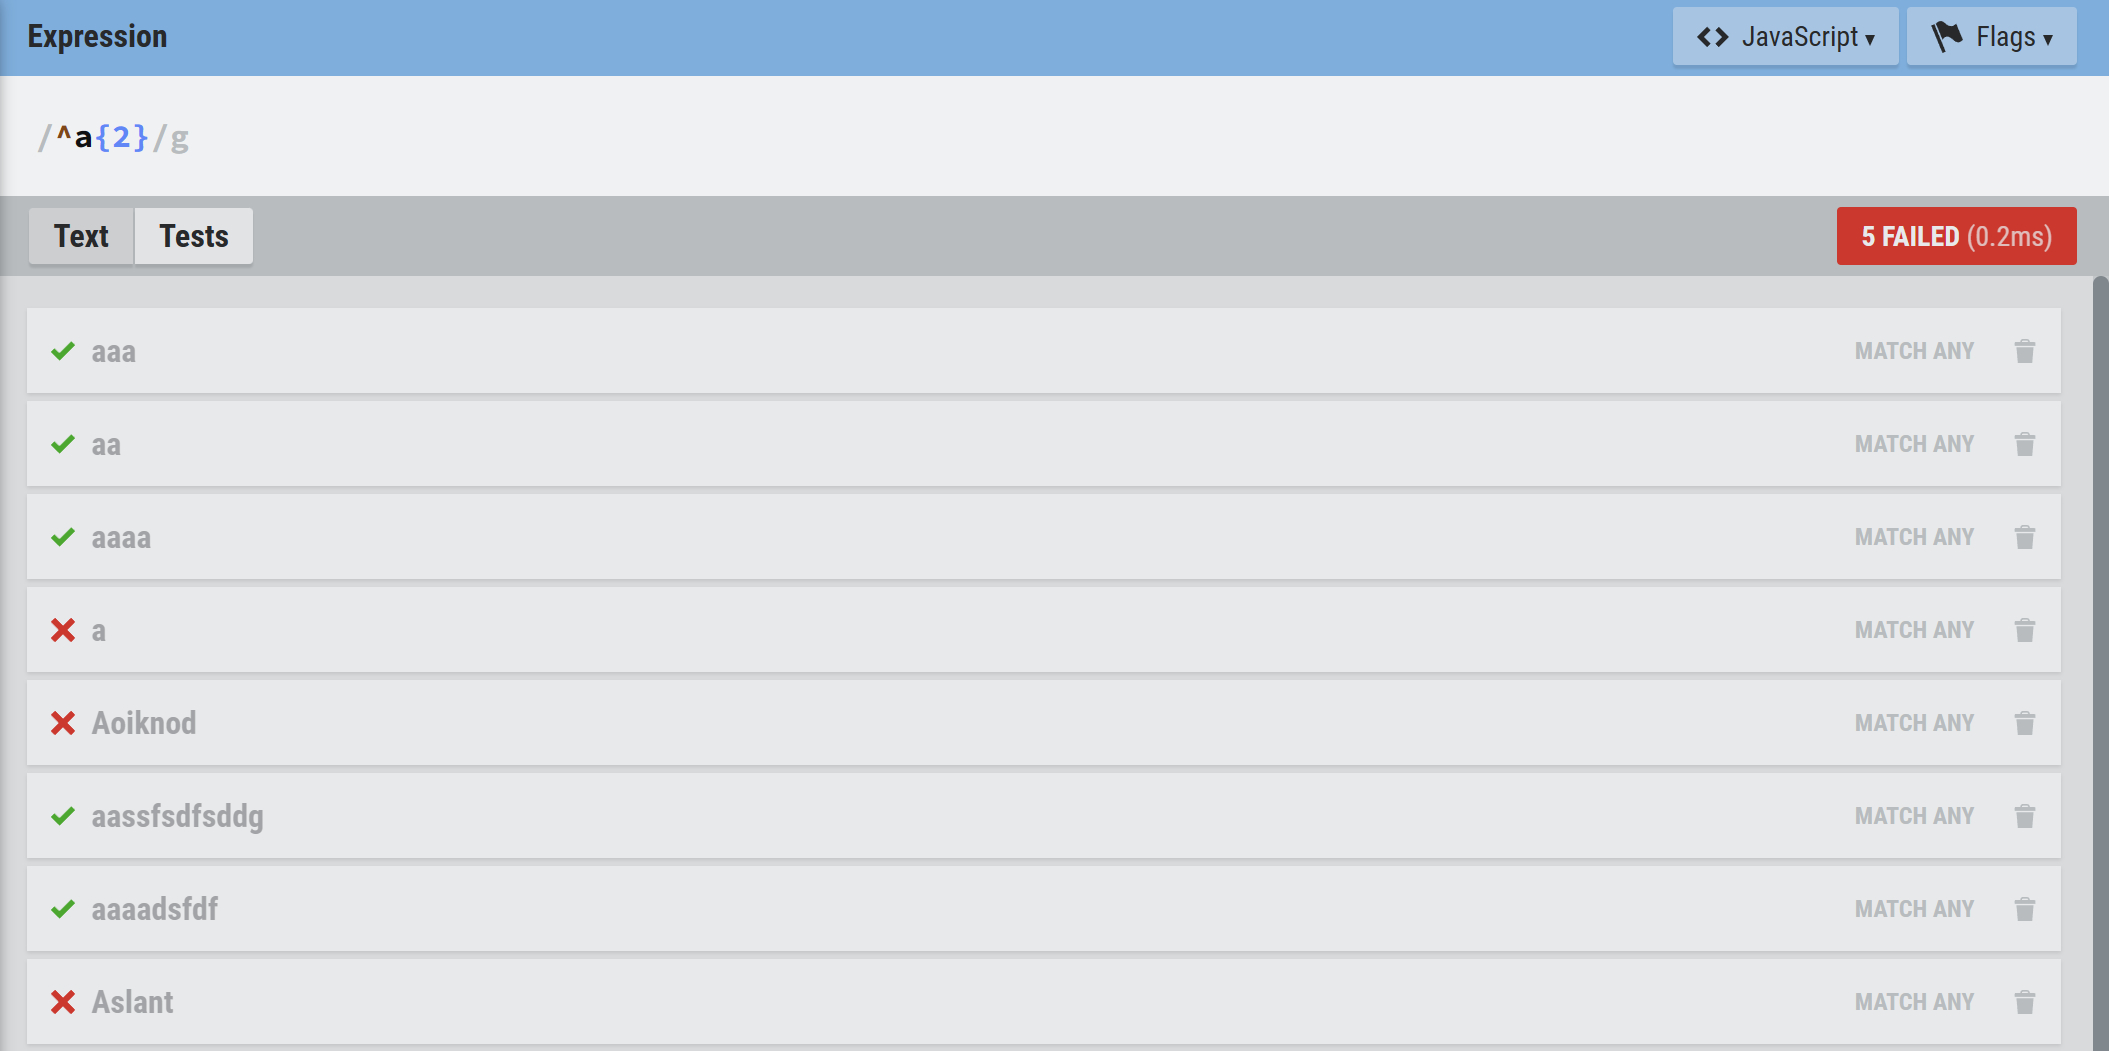 Expression
JavaScript ▾
Flags ▾
/^a{2}/g
Text
Tests
5 FAILED (0.2ms)
aaa
MATCH ANY
aa
MATCH ANY
aaaa
MATCH ANY
a
MATCH ANY
Aoiknod
MATCH ANY
aassfsdfsddg
MATCH ANY
aaaadsfdf
MATCH ANY
Aslant
MATCH ANY